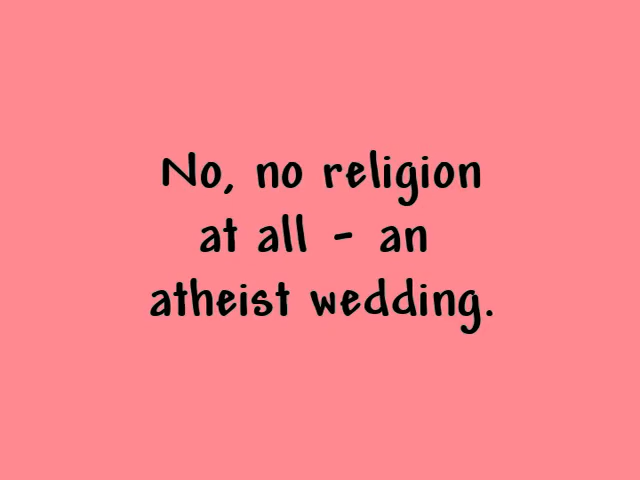 No, no religion
at all - an
atheist wedding.